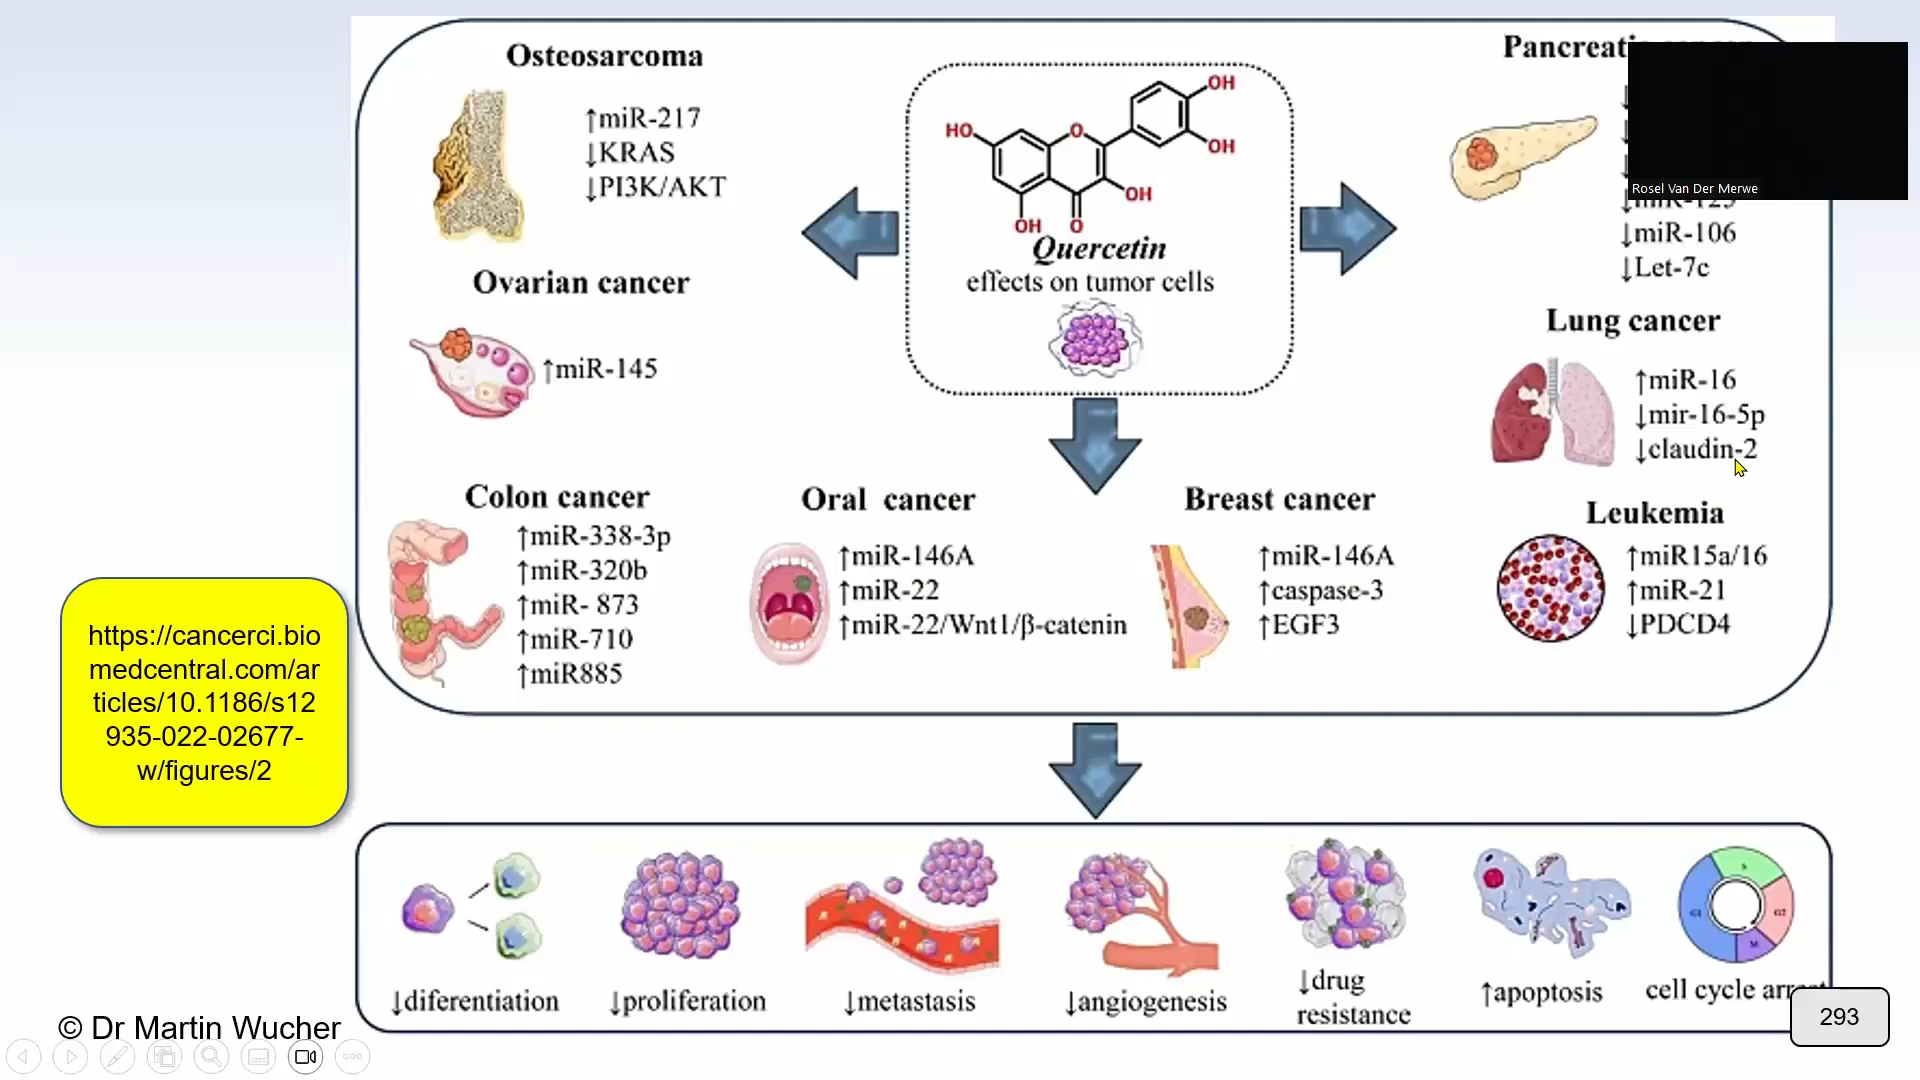 Osteosarcoma
↑miR-217
↓KRAS
↓PI3K/AKT
Ovarian cancer
↑miR-145
HO
O
OH
OH
OH
OH
O
Quercetin
effects on tumor cells
Rosel Van Der Merwe
↓miR-125
↓miR-106
↓Let-7c
Lung cancer
↑miR-16
↓mir-16-5p
↓claudin-2
Colon cancer
↑miR-338-3p
↑miR-320b
↑miR- 873
↑miR-710
↑miR885
Oral cancer
↑miR-146A
↑miR-22
↑miR-22/Wnt1/β-catenin
Breast cancer
↑miR-146A
↑caspase-3
↑EGF3
Leukemia
↑miR15a/16
↑miR-21
↓PDCD4
https://cancerci.bio
medcentral.com/ar
ticles/10.1186/s12
935-022-02677-
w/figures/2
↓diferentiation
↓proliferation
↓metastasis
↓angiogenesis
↓drug
resistance
↑apoptosis
S
G1
G2
M
cell cycle
© Dr Martin Wucher
293